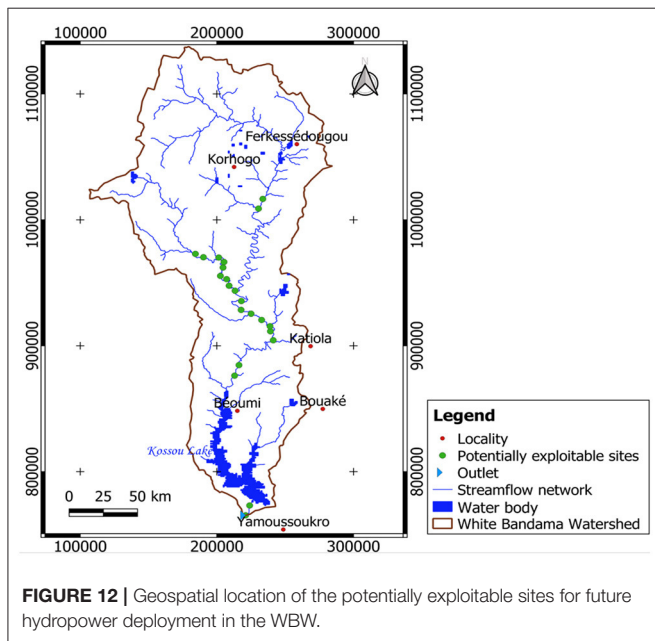 100000 200000 300000
N
1100000
1100000
Ferkessédougou
Korhogo
1000000
1000000
900000
900000
Katiola
Béoumi
Bouaké
Kossou Lake
800000
800000
0 25 50 km
Yamoussoukro
100000 200000 300000
Legend
Locality
Potentially exploitable sites
Outlet
Streamflow network
Water body
White Bandama Watershed
FIGURE 12 | Geospatial location of the potentially exploitable sites for future
hydropower deployment in the WBW.